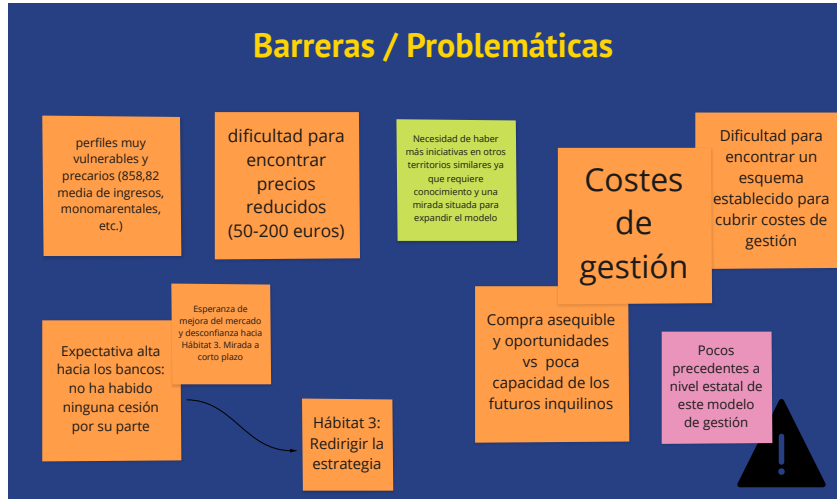 Barreras / Problemáticas
perfiles muy
vulnerables y
precarios (858,82
media de ingresos,
monomarentales,
etc.)
dificultad para
encontrar
precios
reducidos
(50-200 euros)
Necesidad de haber
más iniciativas en otros
territorios similares ya
que requiere
conocimiento y una
mirada situada para
expandir el modelo
Costes
de
gestión
Dificultad para
encontrar un
esquema
establecido para
cubrir costes de
gestión
Esperanza de
mejora del mercado
y desconfianza hacia
Hábitat 3. Mirada a
corto plazo
Expectativa alta
hacia los bancos:
no ha habido
ninguna cesión
por su parte
Hábitat 3:
Redirigir la
estrategia
Compra asequible
y oportunidades
vs poca
capacidad de los
futuros inquilinos
Pocos
precedentes a
nivel estatal de
este modelo
de gestión